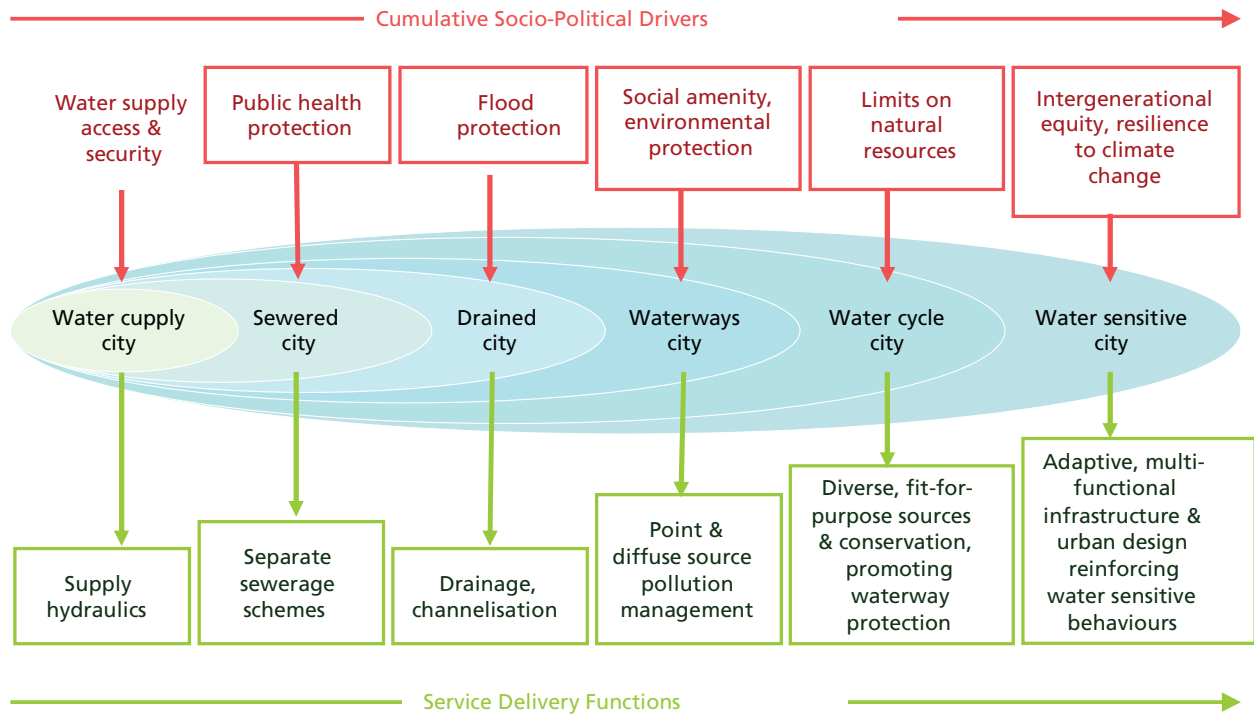 Cumulative Socio-Political Drivers
Water supply
access &
security
Public health
protection
Flood
protection
Social amenity,
environmental
protection
Limits on
natural
resources
Intergenerational
equity, resilience
to climate
change
Water cupply
city
Sewered
city
Drained
city
Waterways
city
Water cycle
city
Water sensitive
city
Supply
hydraulics
Separate
sewerage
schemes
Drainage,
channelisation
Point &
diffuse source
pollution
management
Diverse, fit-for-
purpose sources
& conservation,
promoting
waterway
protection
Adaptive, multi-
functional
infrastructure &
urban design
reinforcing
water sensitive
behaviours
Service Delivery Functions